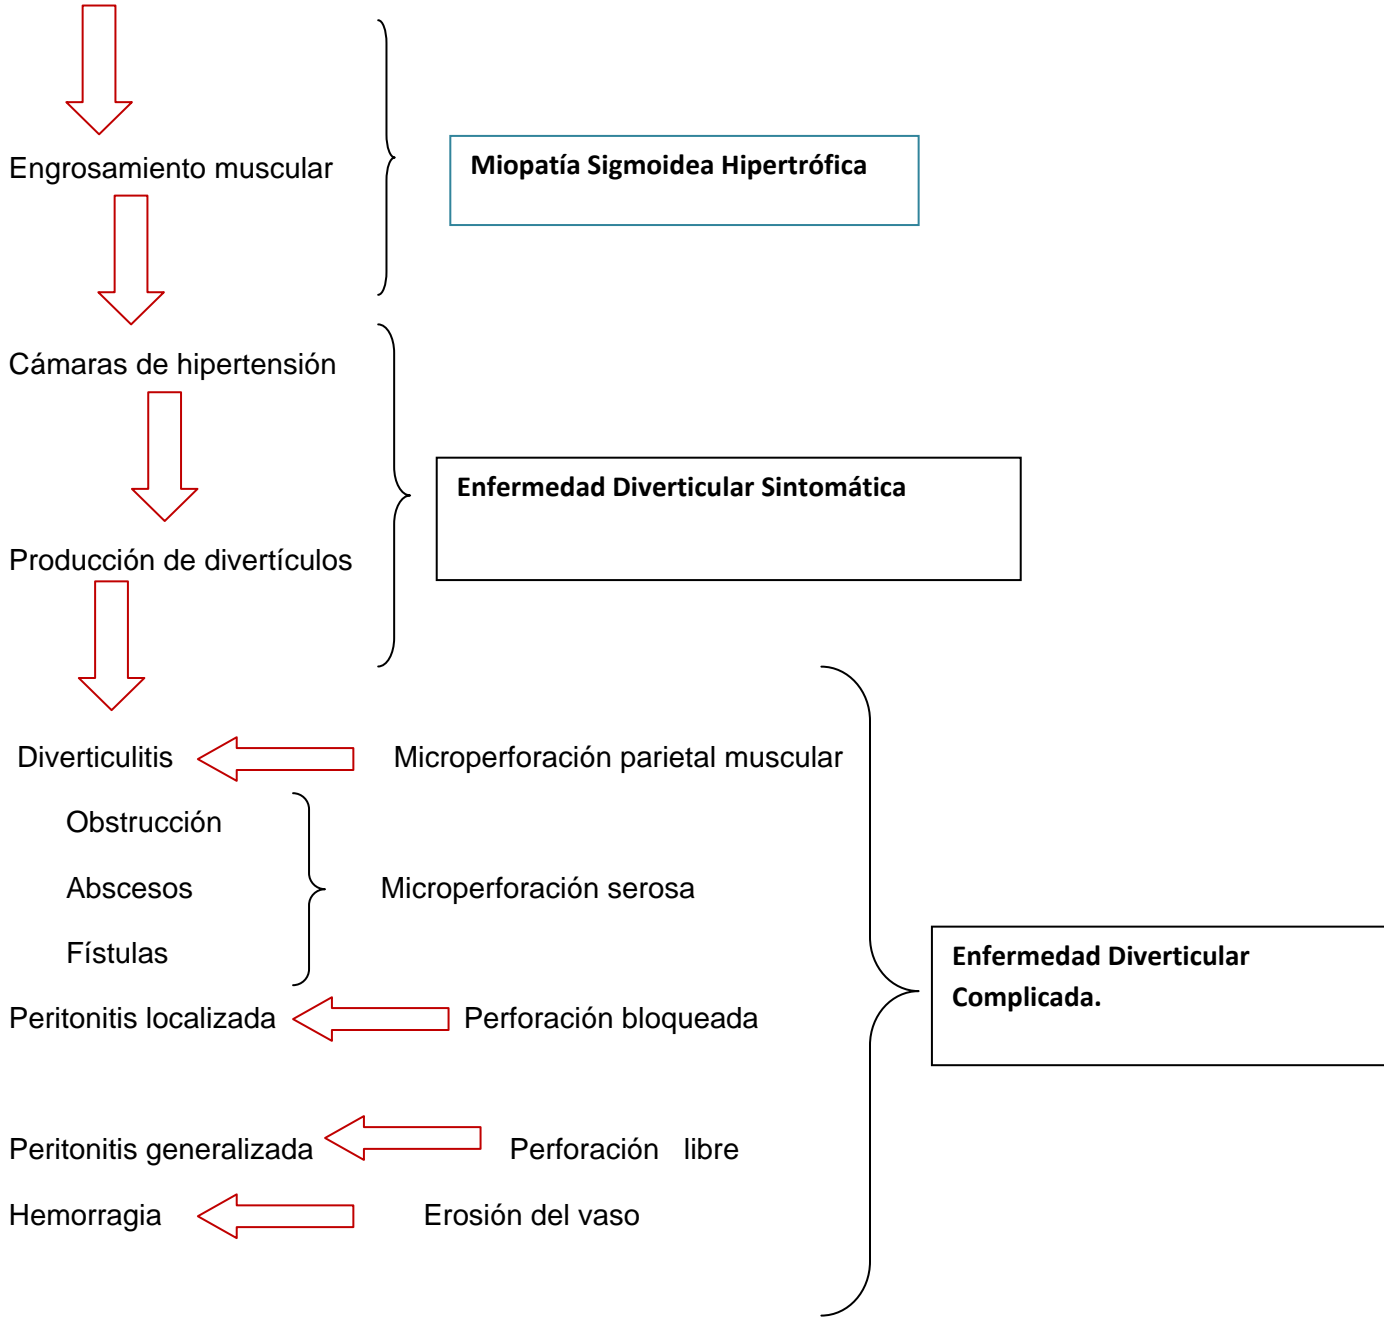 Engrosamiento muscular
Miopatía Sigmoidea Hipertrófica
Cámaras de hipertensión
Enfermedad Diverticular Sintomática
Producción de divertículos
Diverticulitis
Microperforación parietal muscular
Obstrucción
Abscesos
Microperforación serosa
Fístulas
Enfermedad Diverticular
Complicada.
Peritonitis localizada
Perforación bloqueada
Peritonitis generalizada
Perforación libre
Hemorragia
Erosión del vaso